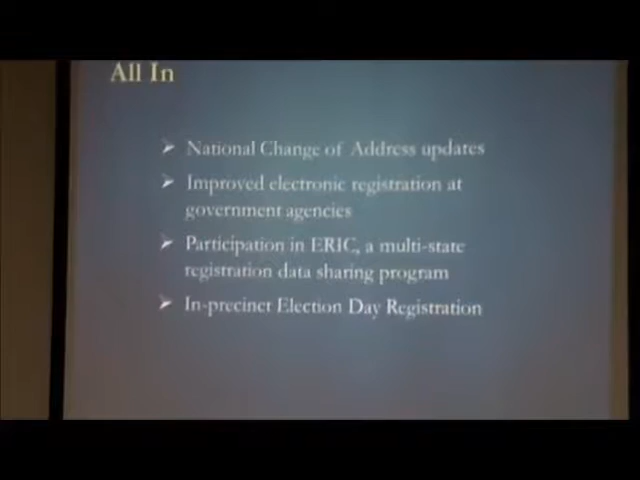 All In
➢ National Change of Address updates
➢ Improved electronic registration at
government agencies
➢ Participation in ERIC, a multi-state
registration data sharing program
➢ In-precinct Election Day Registration